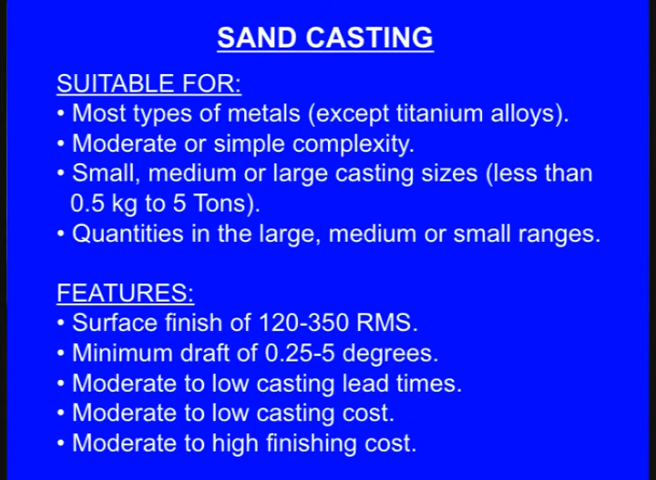 SAND CASTING
SUITABLE FOR:
• Most types of metals (except titanium alloys).
• Moderate or simple complexity.
• Small, medium or large casting sizes (less than
0.5 kg to 5 Tons).
• Quantities in the large, medium or small ranges.
FEATURES:
• Surface finish of 120-350 RMS.
• Minimum draft of 0.25-5 degrees.
• Moderate to low casting lead times.
• Moderate to low casting cost.
• Moderate to high finishing cost.